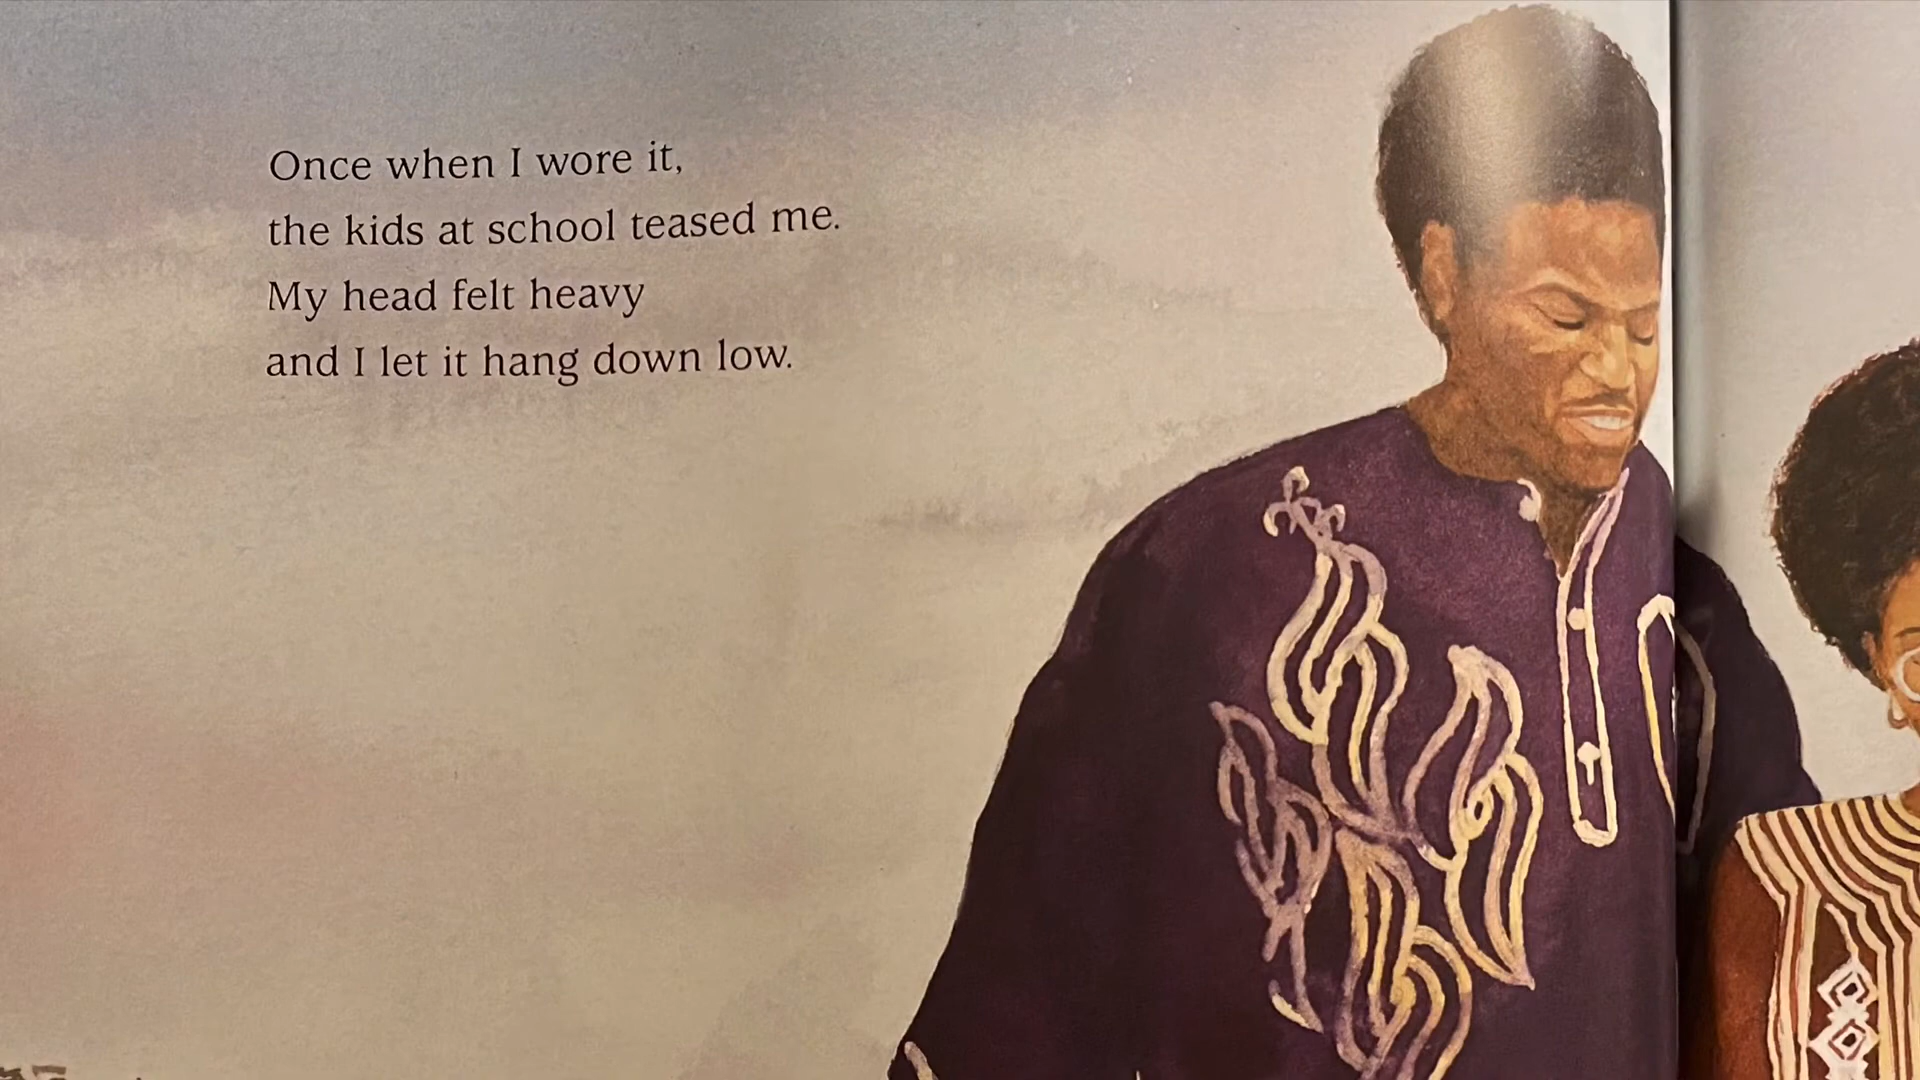 Once when I wore it,
the kids at school teased me.
My head felt heavy
and I let it hang down low.